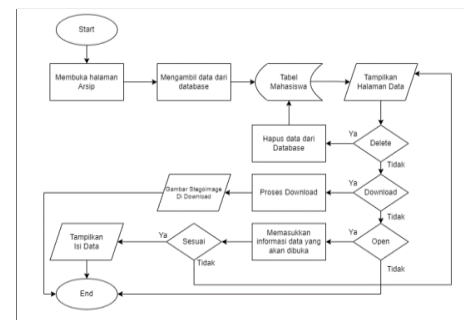 Start
Membuka halaman
Arsip
Mengambil data dari
database
Tabel
Mahasiswa
Tampilkan
Halaman Data
Hapus data dari
Database
Ya
Delete
Tidak
Gambar Stegoimage
Di Download
Proses Download
Ya
Download
Tidak
Tampilkan
Isi Data
Ya
Sesuai
Tidak
Memasukkan
informasi data yang
akan dibuka
Ya
Open
Tidak
End